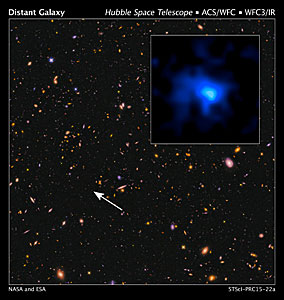 Distant Galaxy Hubble Space Telescope ▪ ACS/WFC ▪ WFC3/IR
NASA and ESA STScI-PRC15-22a